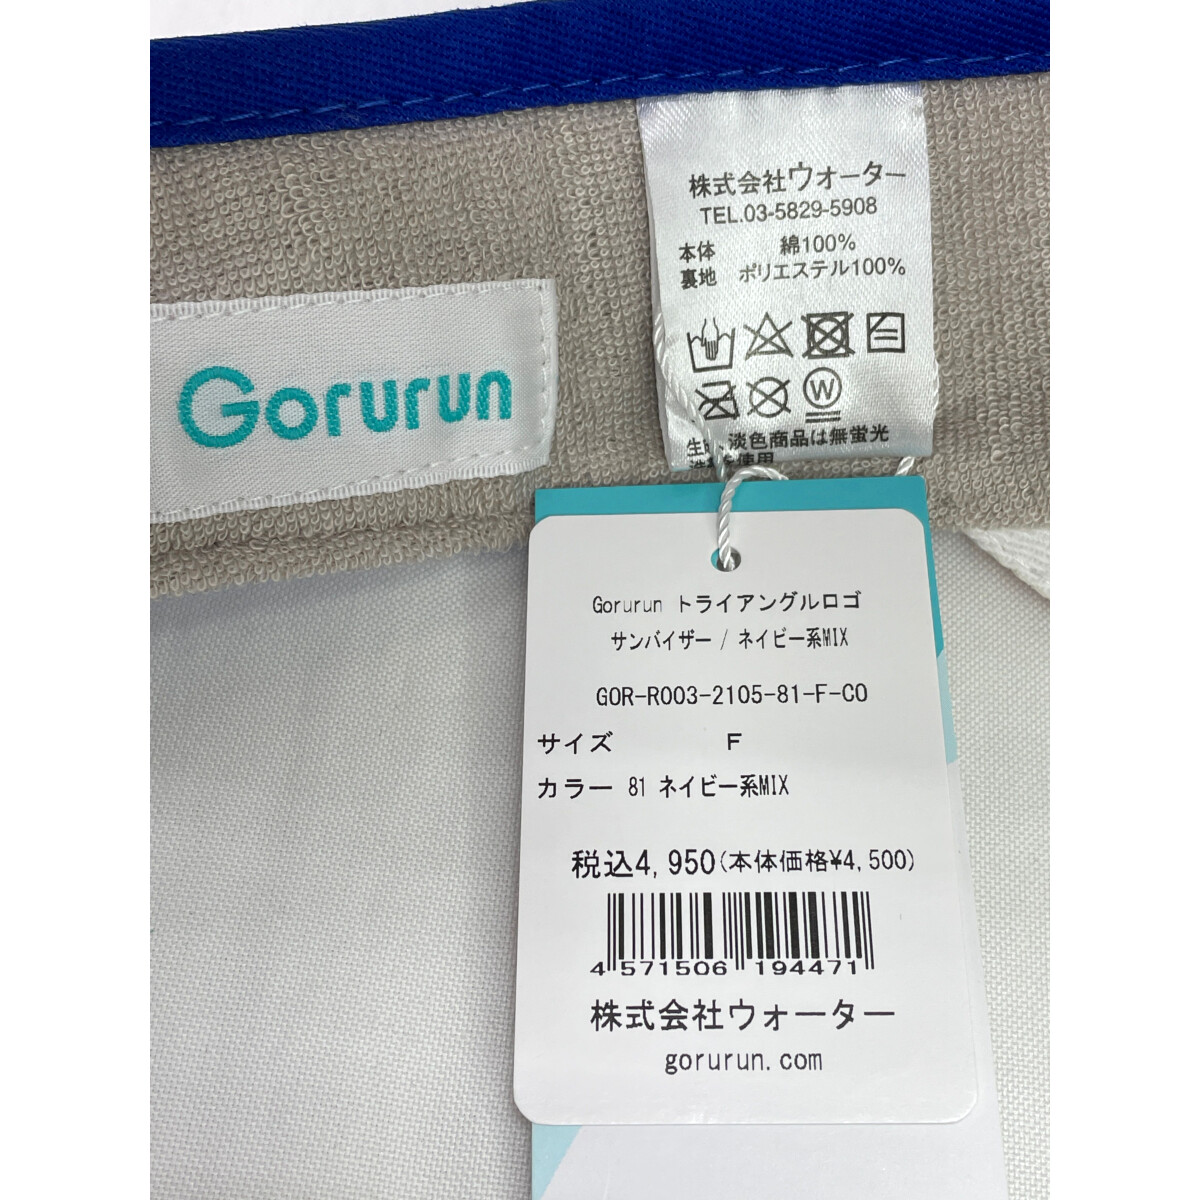 株式会社ウォーター
TEL.03-5829-5908
本体 綿100%
裏地 ポリエステル100%
W
淡色商品は無蛍光
使用
Gorurun
Gorurun トライアングルロゴ
サンバイザー / ネイビー系MIX
GOR-R003-2105-81-F-CO
サイズ F
カラー 81 ネイビー系MIX
税込4,950(本体価格¥4,500)
4 571506 194471
株式会社ウォーター
gorurun.com